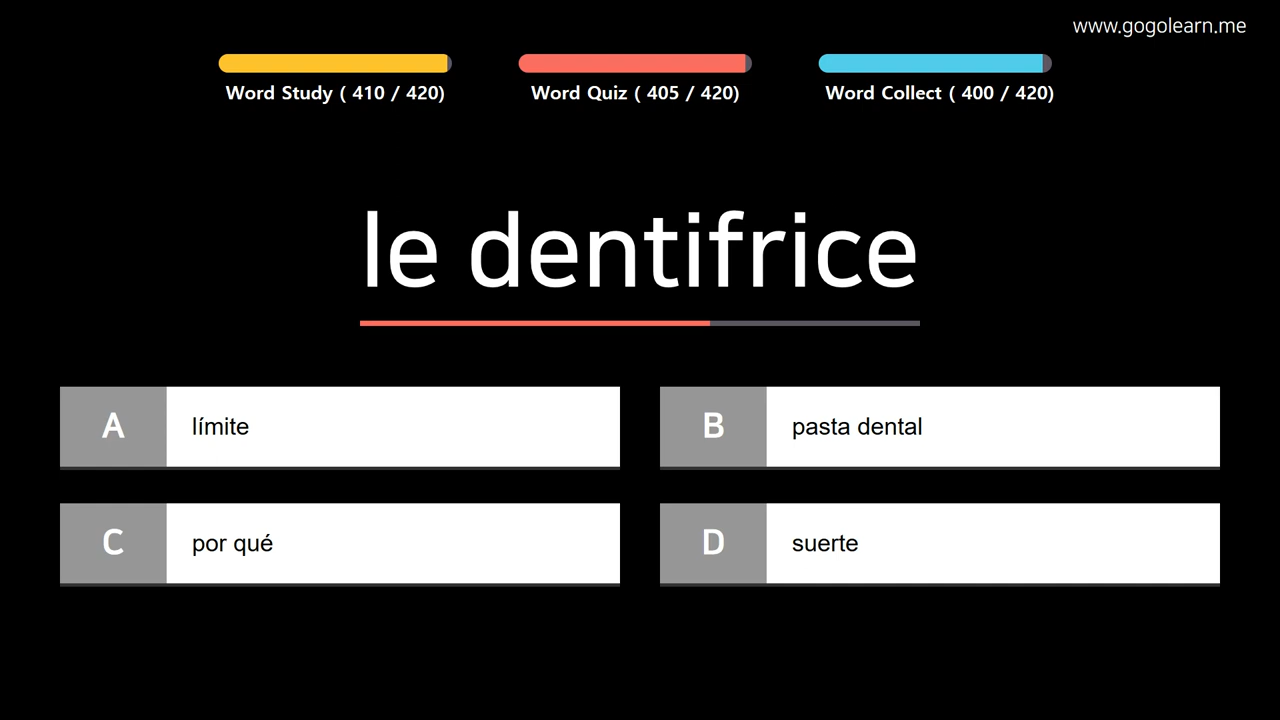 www.gogolearn.me
Word Study ( 410 / 420)
Word Quiz ( 405 / 420)
Word Collect ( 400 / 420)
le dentifrice
A
límite
B
pasta dental
C
por qué
D
suerte